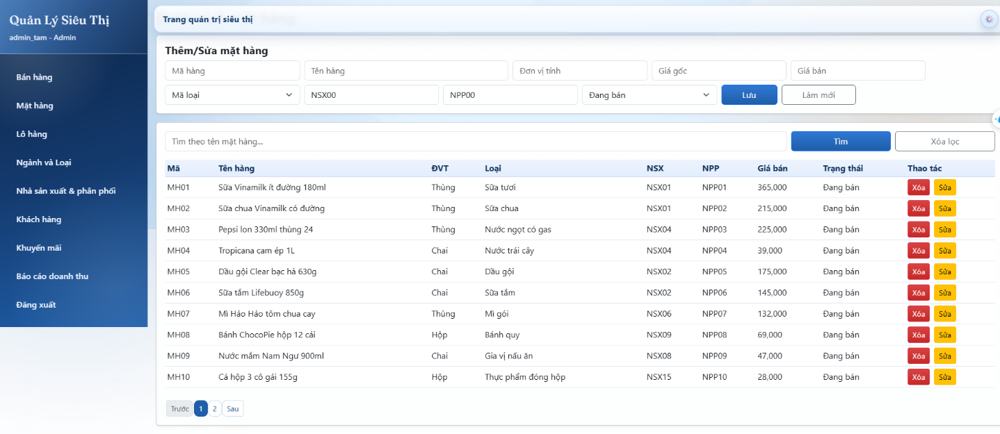 Quản Lý Siêu Thị
admin_tam - Admin
Bán hàng
Mặt hàng
Lô hàng
Ngành và Loại
Nhà sản xuất & phân phối
Khách hàng
Khuyến mãi
Báo cáo doanh thu
Đăng xuất
Trang quản trị siêu thị
Thêm/Sửa mặt hàng
Mã hàng Tên hàng Đơn vị tính Giá gốc Giá bán
Mã loại NSX00 NPP00 Đang bán Lưu Làm mới
Tìm theo tên mặt hàng... Tìm Xóa lọc
Mã Tên hàng ĐVT Loại NSX NPP Giá bán Trạng thái Thao tác
MH01 Sữa Vinamilk ít đường 180ml Thùng Sữa tươi NSX01 NPP01 365,000 Đang bán Xóa Sửa
MH02 Sữa chua Vinamilk có đường Thùng Sữa chua NSX01 NPP02 215,000 Đang bán Xóa Sửa
MH03 Pepsi lon 330ml thùng 24 Thùng Nước ngọt có gas NSX04 NPP03 225,000 Đang bán Xóa Sửa
MH04 Tropicana cam ép 1L Chai Nước trái cây NSX04 NPP04 39,000 Đang bán Xóa Sửa
MH05 Dầu gội Clear bạc hà 630g Chai Dầu gội NSX02 NPP05 175,000 Đang bán Xóa Sửa
MH06 Sữa tắm Lifebuoy 850g Chai Sữa tắm NSX02 NPP06 145,000 Đang bán Xóa Sửa
MH07 Mì Hảo Hảo tôm chua cay Thùng Mì gói NSX06 NPP07 132,000 Đang bán Xóa Sửa
MH08 Bánh ChocoPie hộp 12 cái Hộp Bánh quy NSX09 NPP08 69,000 Đang bán Xóa Sửa
MH09 Nước mắm Nam Ngư 900ml Chai Gia vị nấu ăn NSX08 NPP09 47,000 Đang bán Xóa Sửa
MH10 Cá hộp 3 cô gái 155g Hộp Thực phẩm đóng hộp NSX15 NPP10 28,000 Đang bán Xóa Sửa
Trước 1 2 Sau